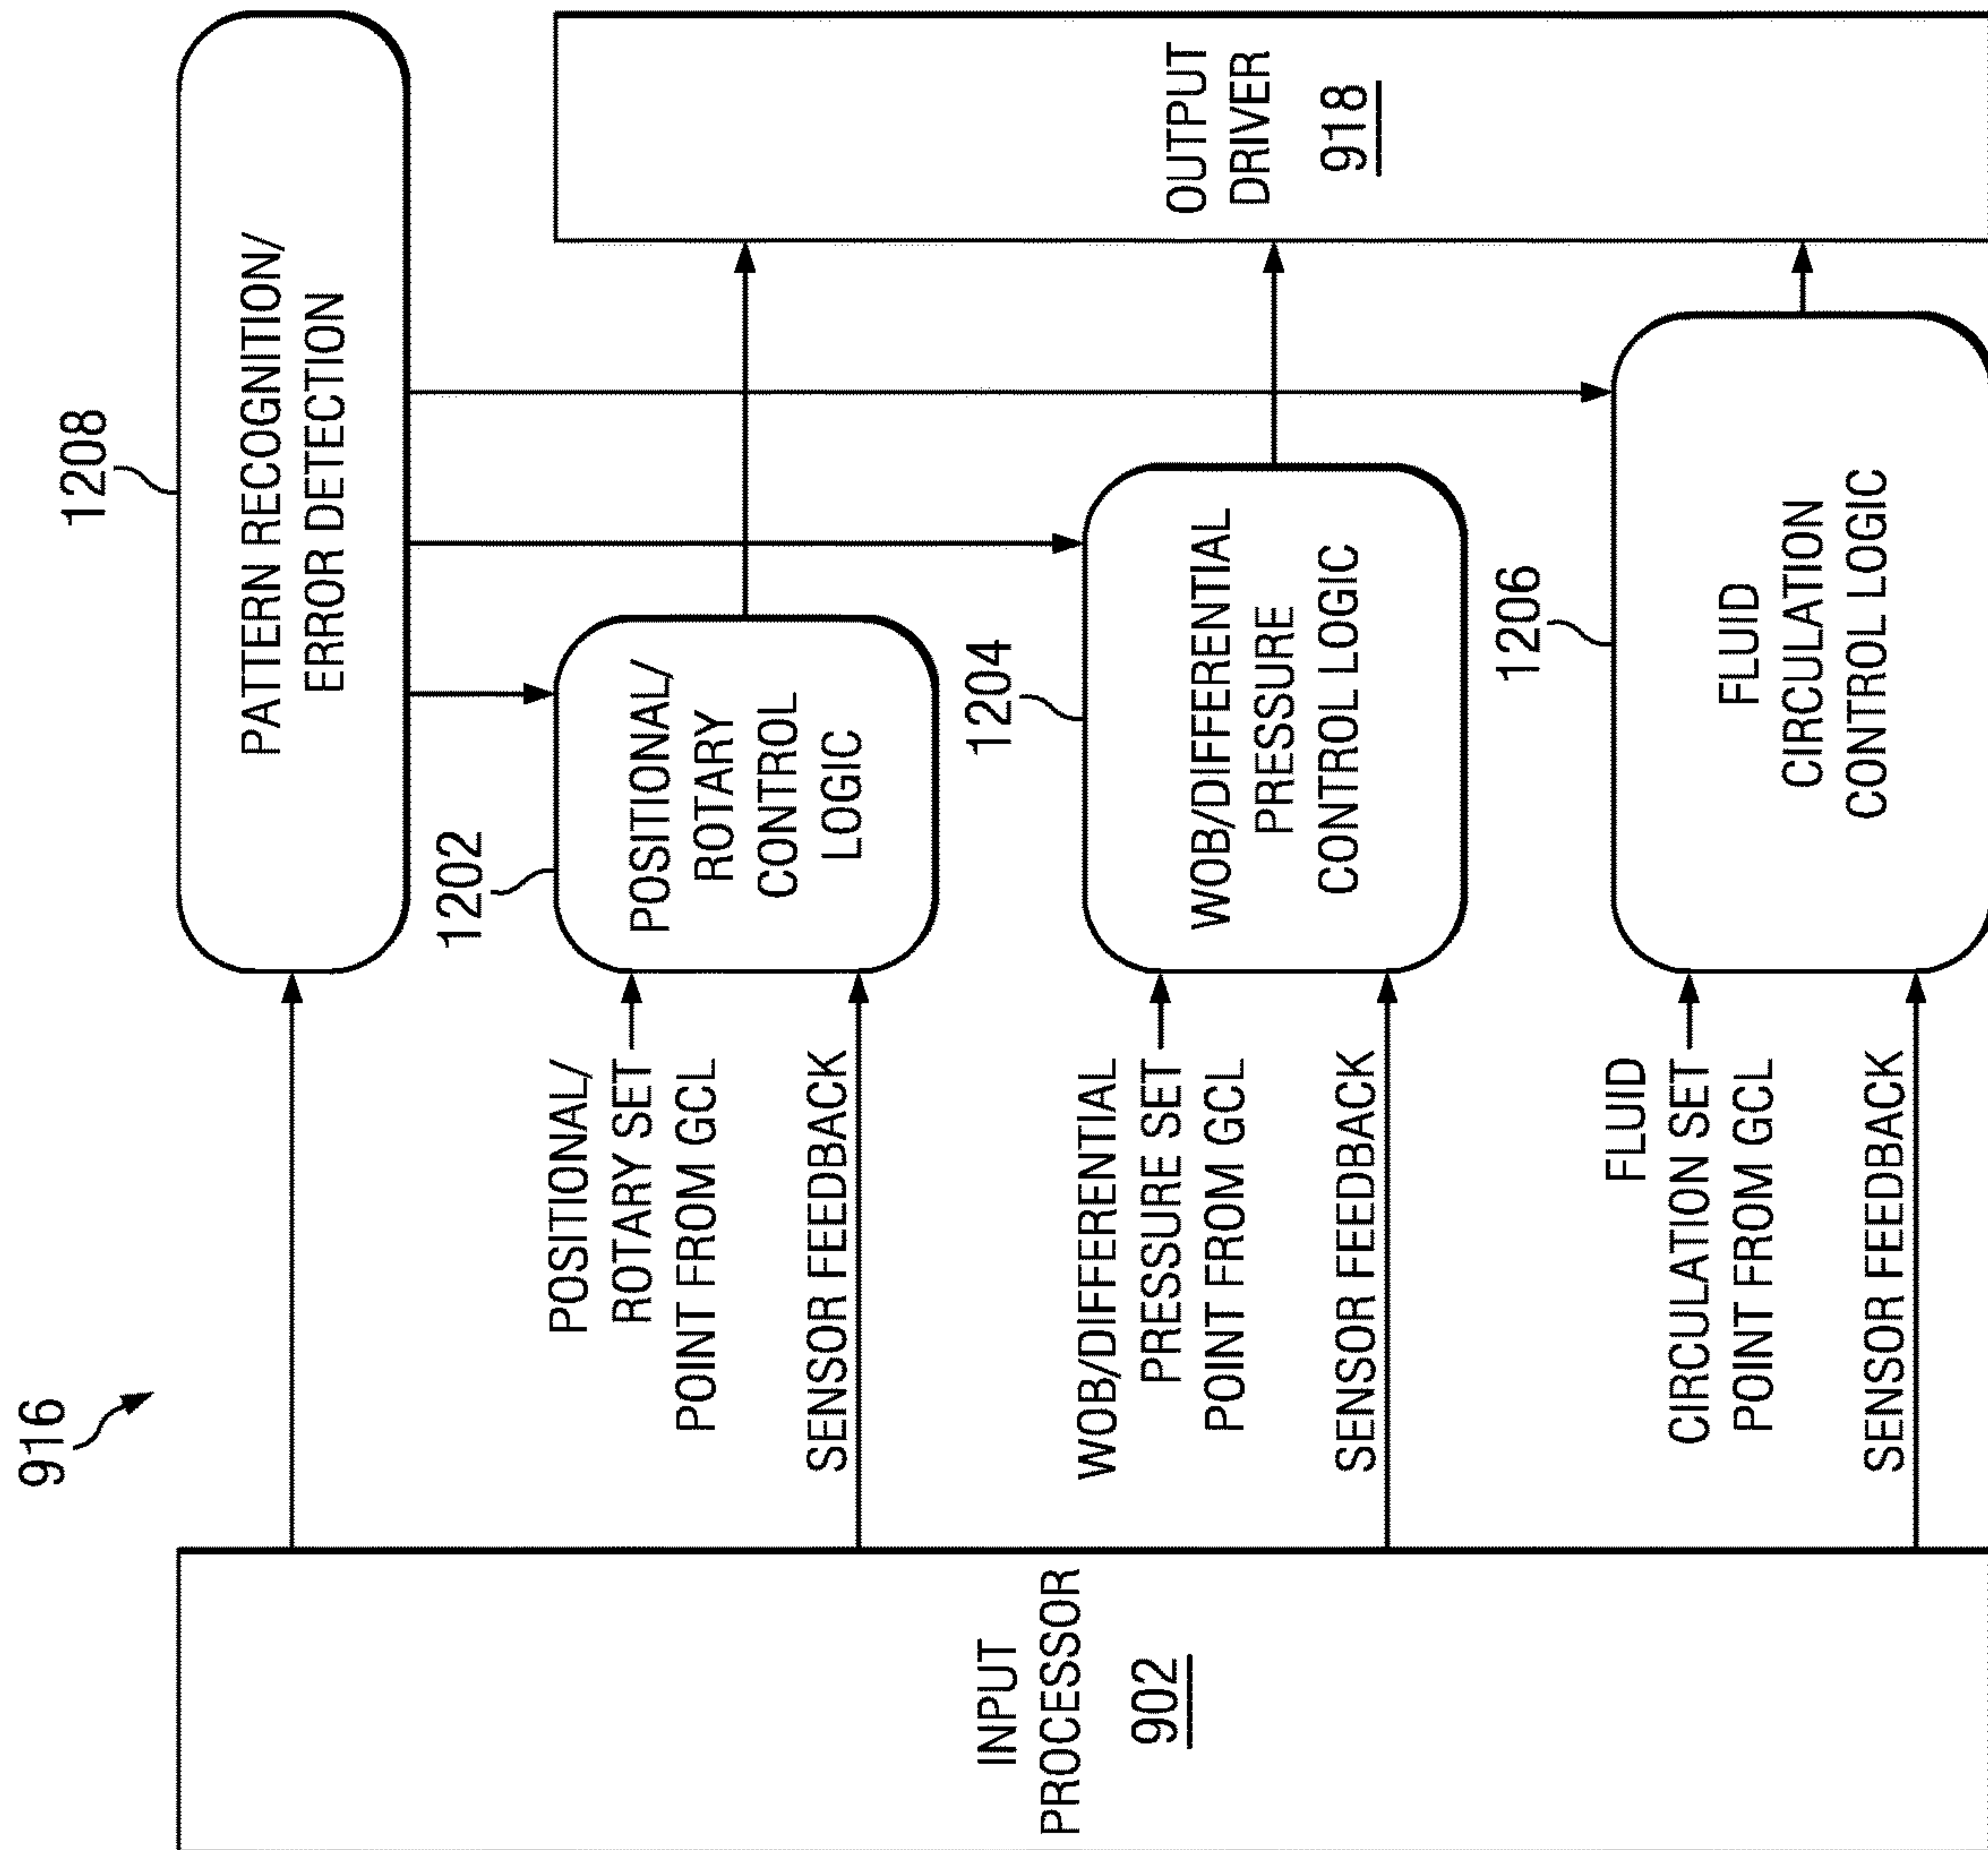 916
1208
PATTERN RECOGNITION/
ERROR DETECTION
1202
POSITIONAL/
ROTARY SET
POINT FROM GCL
SENSOR FEEDBACK
POSITIONAL/
ROTARY
CONTROL
LOGIC
INPUT
PROCESSOR
902
1204
WOB/DIFFERENTIAL
PRESSURE SET
POINT FROM GCL
SENSOR FEEDBACK
WOB/DIFFERENTIAL
PRESSURE
CONTROL LOGIC
OUTPUT
DRIVER
918
1206
FLUID
CIRCULATION SET
POINT FROM GCL
SENSOR FEEDBACK
FLUID
CIRCULATION
CONTROL LOGIC